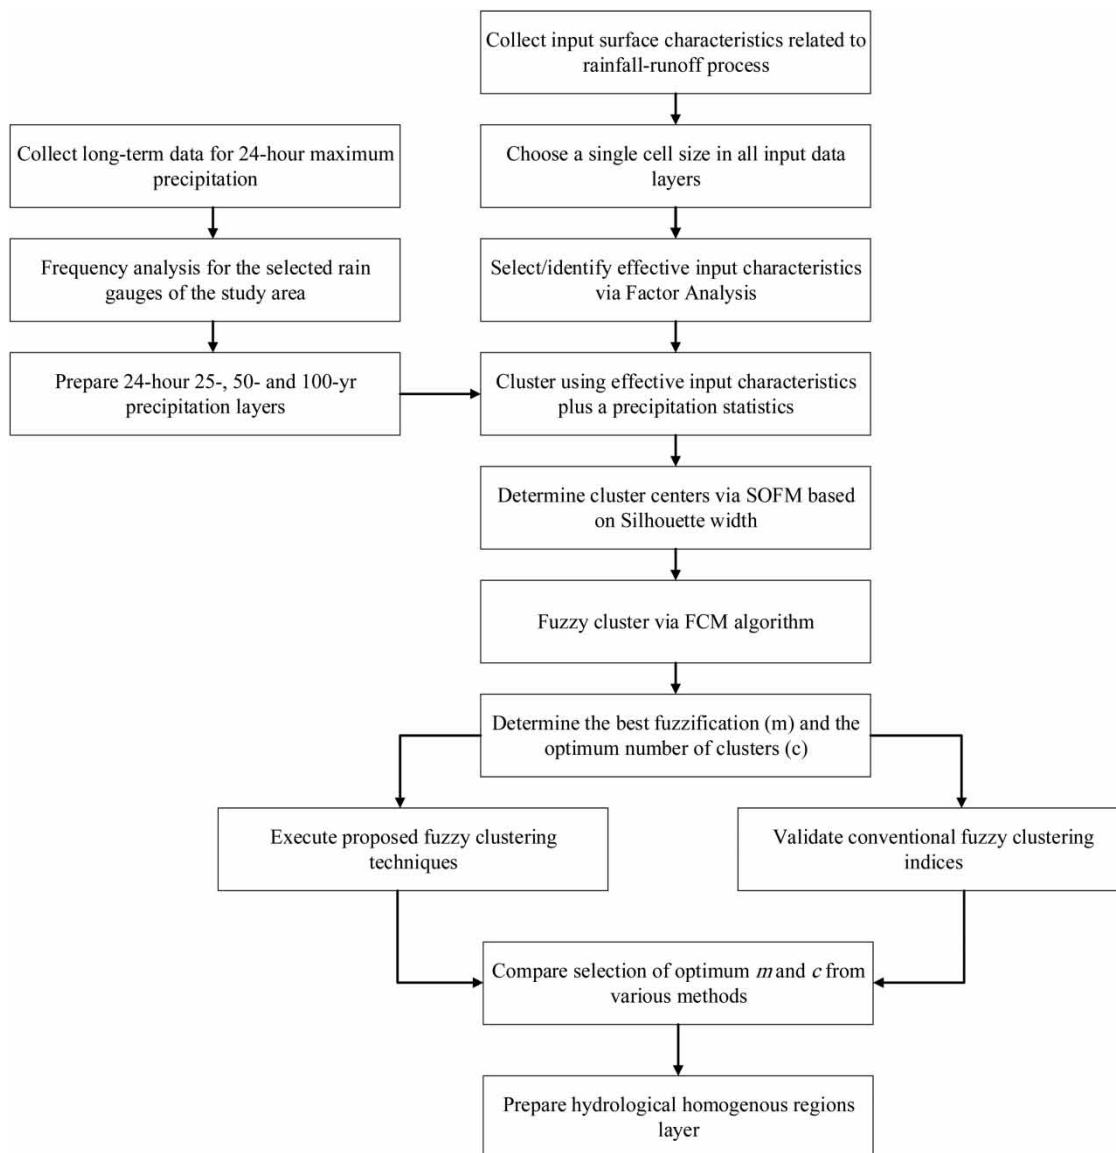 Collect input surface characteristics related to
rainfall-runoff process
Collect long-term data for 24-hour maximum
precipitation
Choose a single cell size in all input data
layers
Frequency analysis for the selected rain
gauges of the study area
Select/identify effective input characteristics
via Factor Analysis
Prepare 24-hour 25-, 50- and 100-yr
precipitation layers
Cluster using effective input characteristics
plus a precipitation statistics
Determine cluster centers via SOFM based
on Silhouette width
Fuzzy cluster via FCM algorithm
Determine the best fuzzification (m) and the
optimum number of clusters (c)
Execute proposed fuzzy clustering
techniques
Validate conventional fuzzy clustering
indices
Compare selection of optimum m and c from
various methods
Prepare hydrological homogenous regions
layer